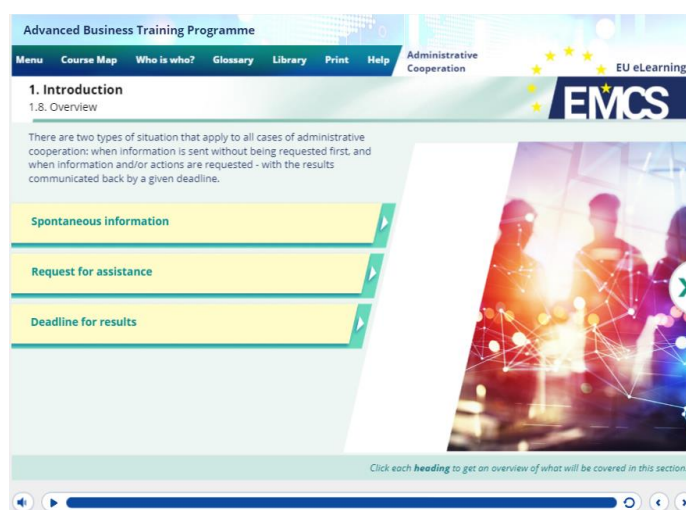 Advanced Business Training Programme
Menu Course Map Who is who? Glossary Library Print Help
Administrative
Cooperation
EU eLearning
EMCS
1. Introduction
1.8. Overview
There are two types of situation that apply to all cases of administrative
cooperation: when information is sent without being requested first, and
when information and/or actions are requested - with the results
communicated back by a given deadline.
Spontaneous information
Request for assistance
Deadline for results
Click each heading to get an overview of what will be covered in this section.